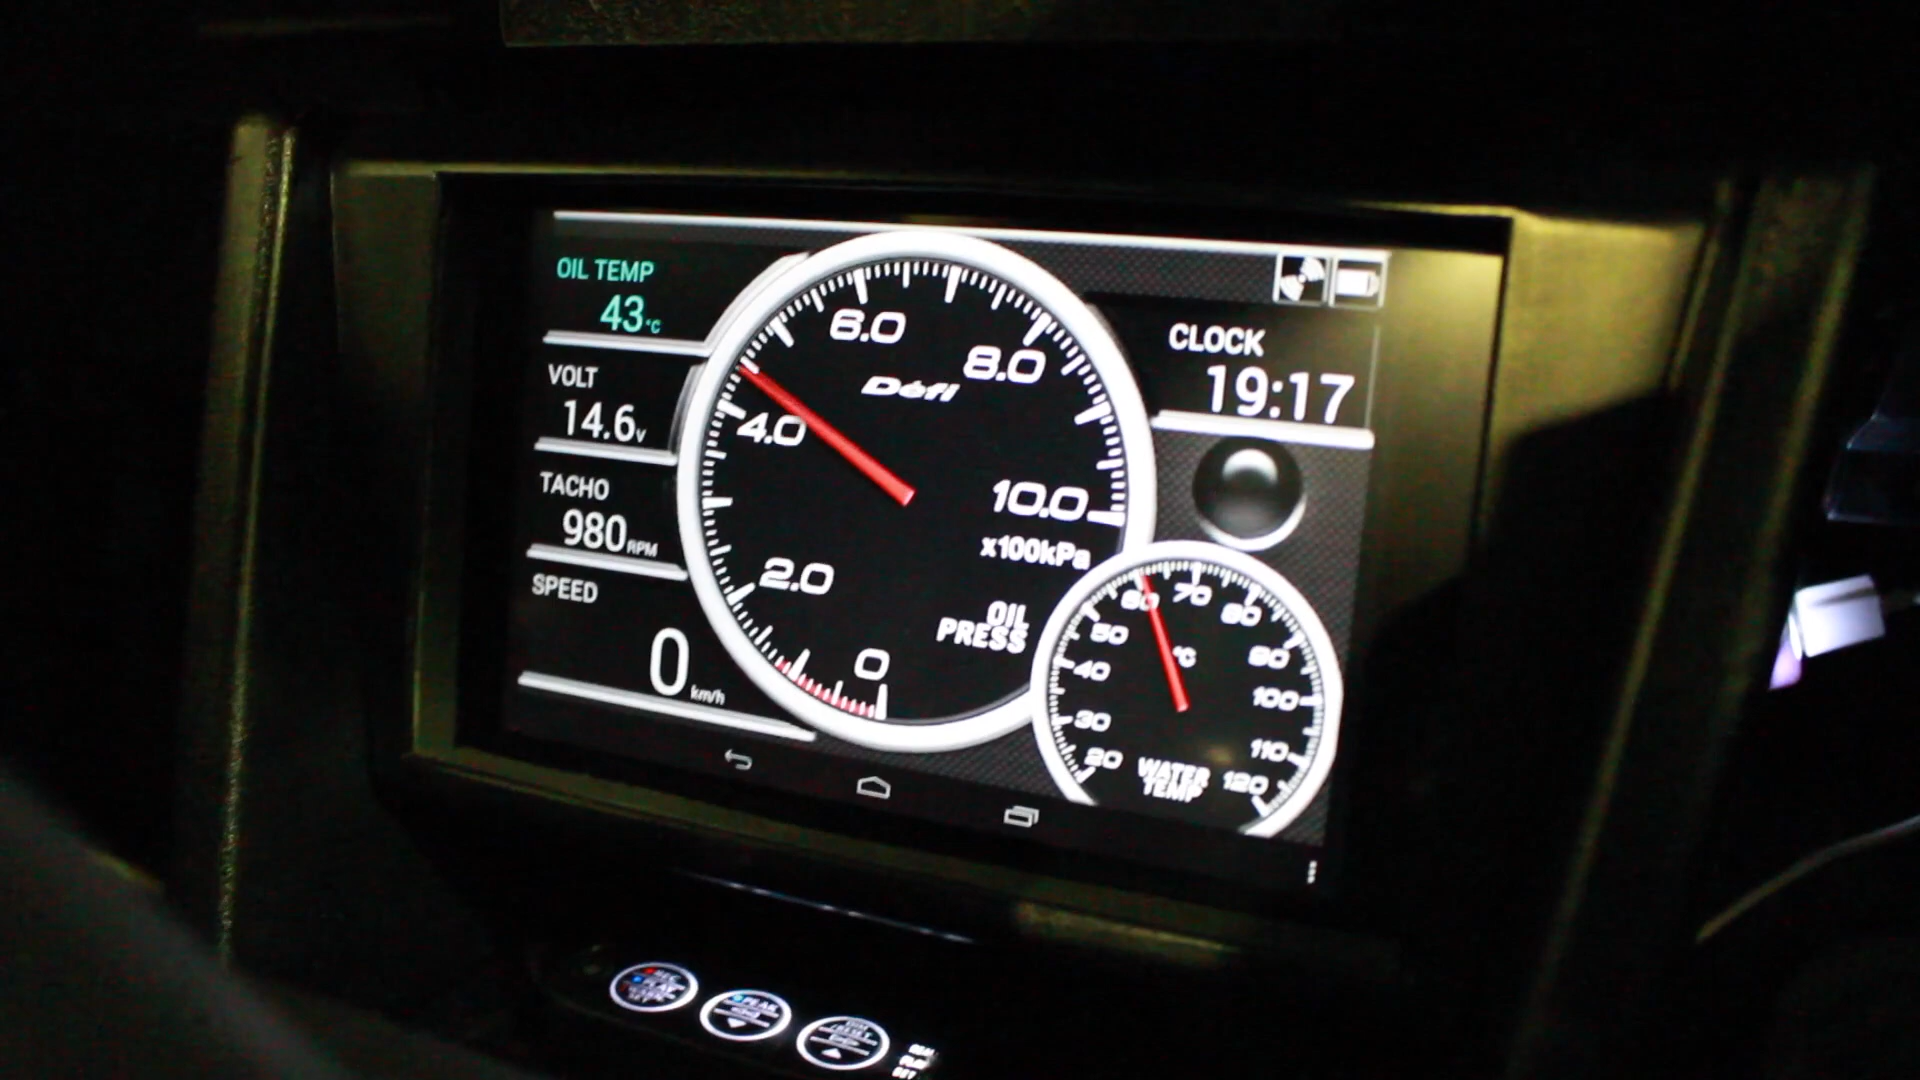 OIL TEMP
43°C
VOLT
14.6V
TACHO
980RPM
SPEED
0km/h
6.0
8.0
Défi
4.0
10.0
x100kPa
2.0
OIL
PRESS
0
CLOCK
19:17
60
70
80
50
°C
90
40
100
30
110
20
WATER
TEMP
120
PEAK